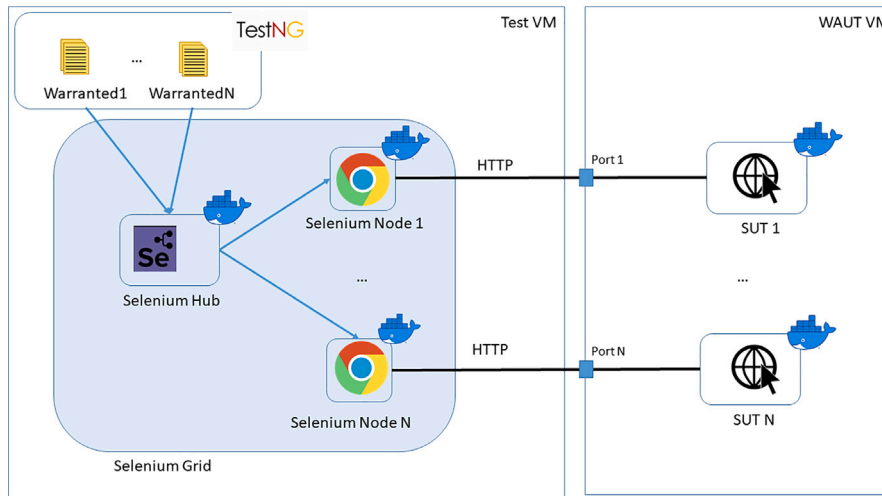 TestNG
Test VM
WAUT VM
...
Warranted1
WarrantedN
HTTP
Port 1
Selenium Node 1
SUT 1
Se
Selenium Hub
...
...
HTTP
Port N
Selenium Node N
SUT N
Selenium Grid